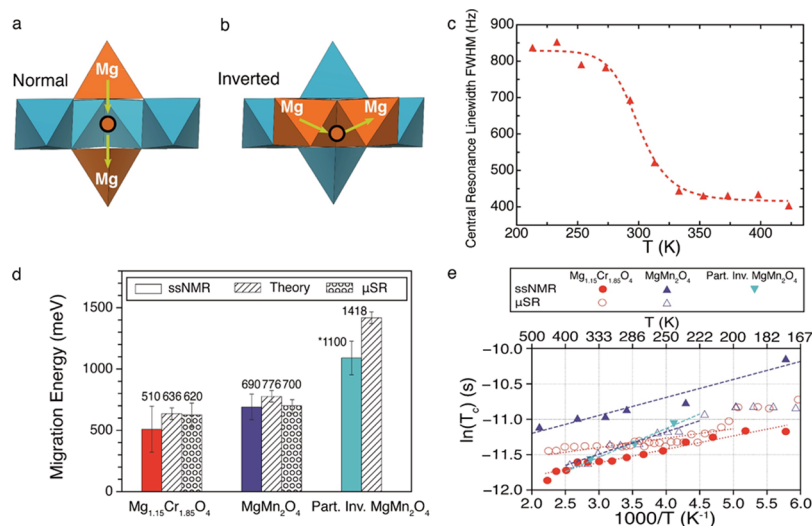 a
b
c
Normal
Mg
Mg
Inverted
Mg
Mg
Central Resonance Linewidth FWHM (Hz)
900
800
700
600
500
400
200
250
300
350
400
T (K)
d
ssNMR
Theory
μSR
Migration Energy (meV)
1500
1000
500
0
510
636
620
690
776
700
*1100
1418
Mg1.15Cr1.85O4
MgMn2O4
Part. Inv. MgMn2O4
e
Mg1.15Cr1.85O4 MgMn2O4 Part. Inv. MgMn2O4
ssNMR
μSR
T (K)
500 400 333 286 250 222 200 182 167
ln(Tc) (s)
-10.0
-10.5
-11.0
-11.5
-12.0
2.0 2.5 3.0 3.5 4.0 4.5 5.0 5.5 6.0
1000/T (K-1)